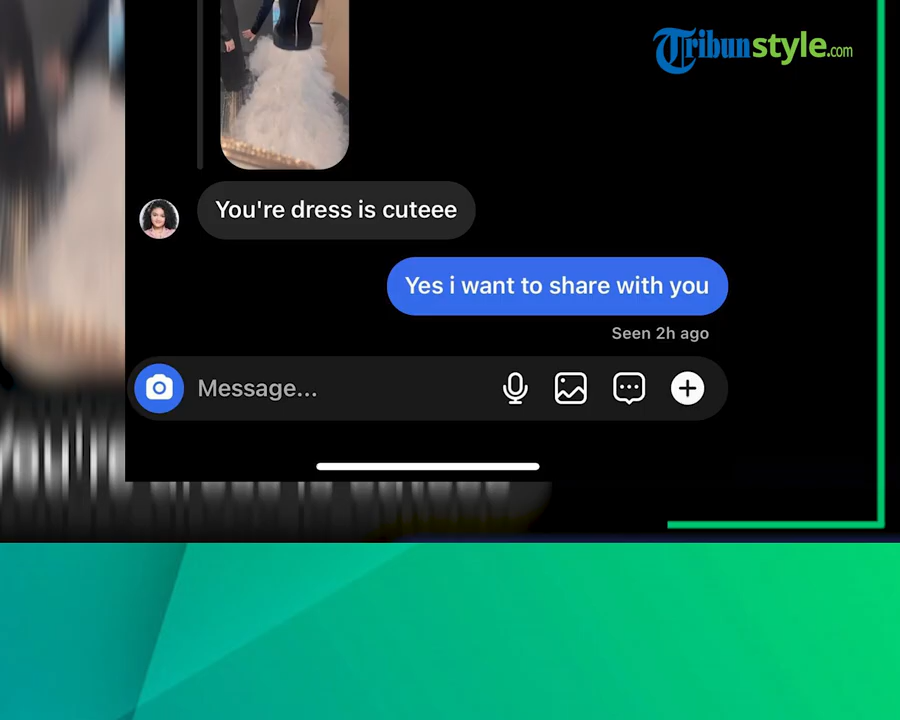 Tribunstyle.com
You're dress is cuteee
Yes i want to share with you
Seen 2h ago
Message...